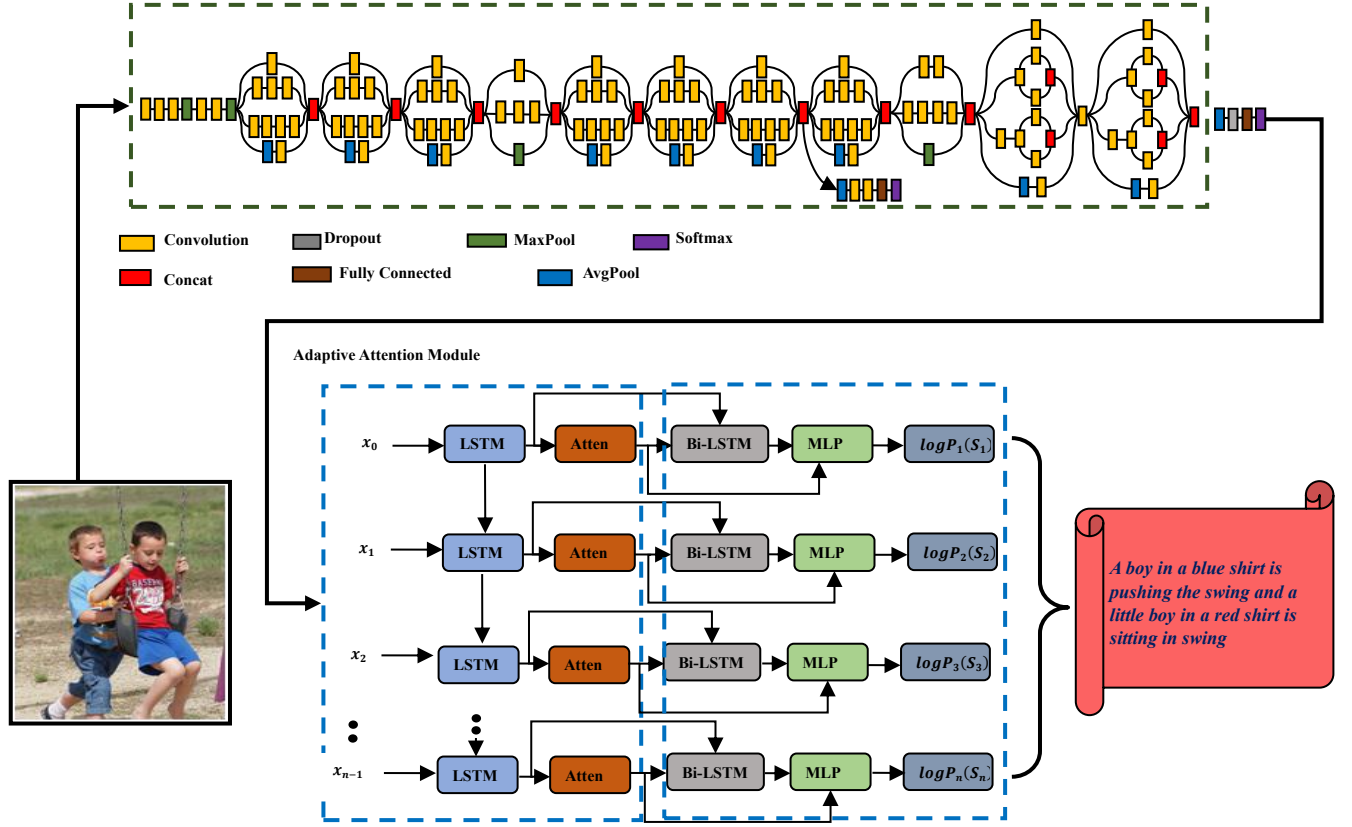 Convolution
Dropout
MaxPool
Softmax
Concat
Fully Connected
AvgPool
Adaptive Attention Module
x₀ LSTM Atten Bi-LSTM MLP logP₁(S₁)
x₁ LSTM Atten Bi-LSTM MLP logP₂(S₂)
x₂ LSTM Atten Bi-LSTM MLP logP₃(S₃)
xₙ₋₁ LSTM Atten Bi-LSTM MLP logPₙ(Sₙ)
A boy in a blue shirt is
pushing the swing and a
little boy in a red shirt is
sitting in swing